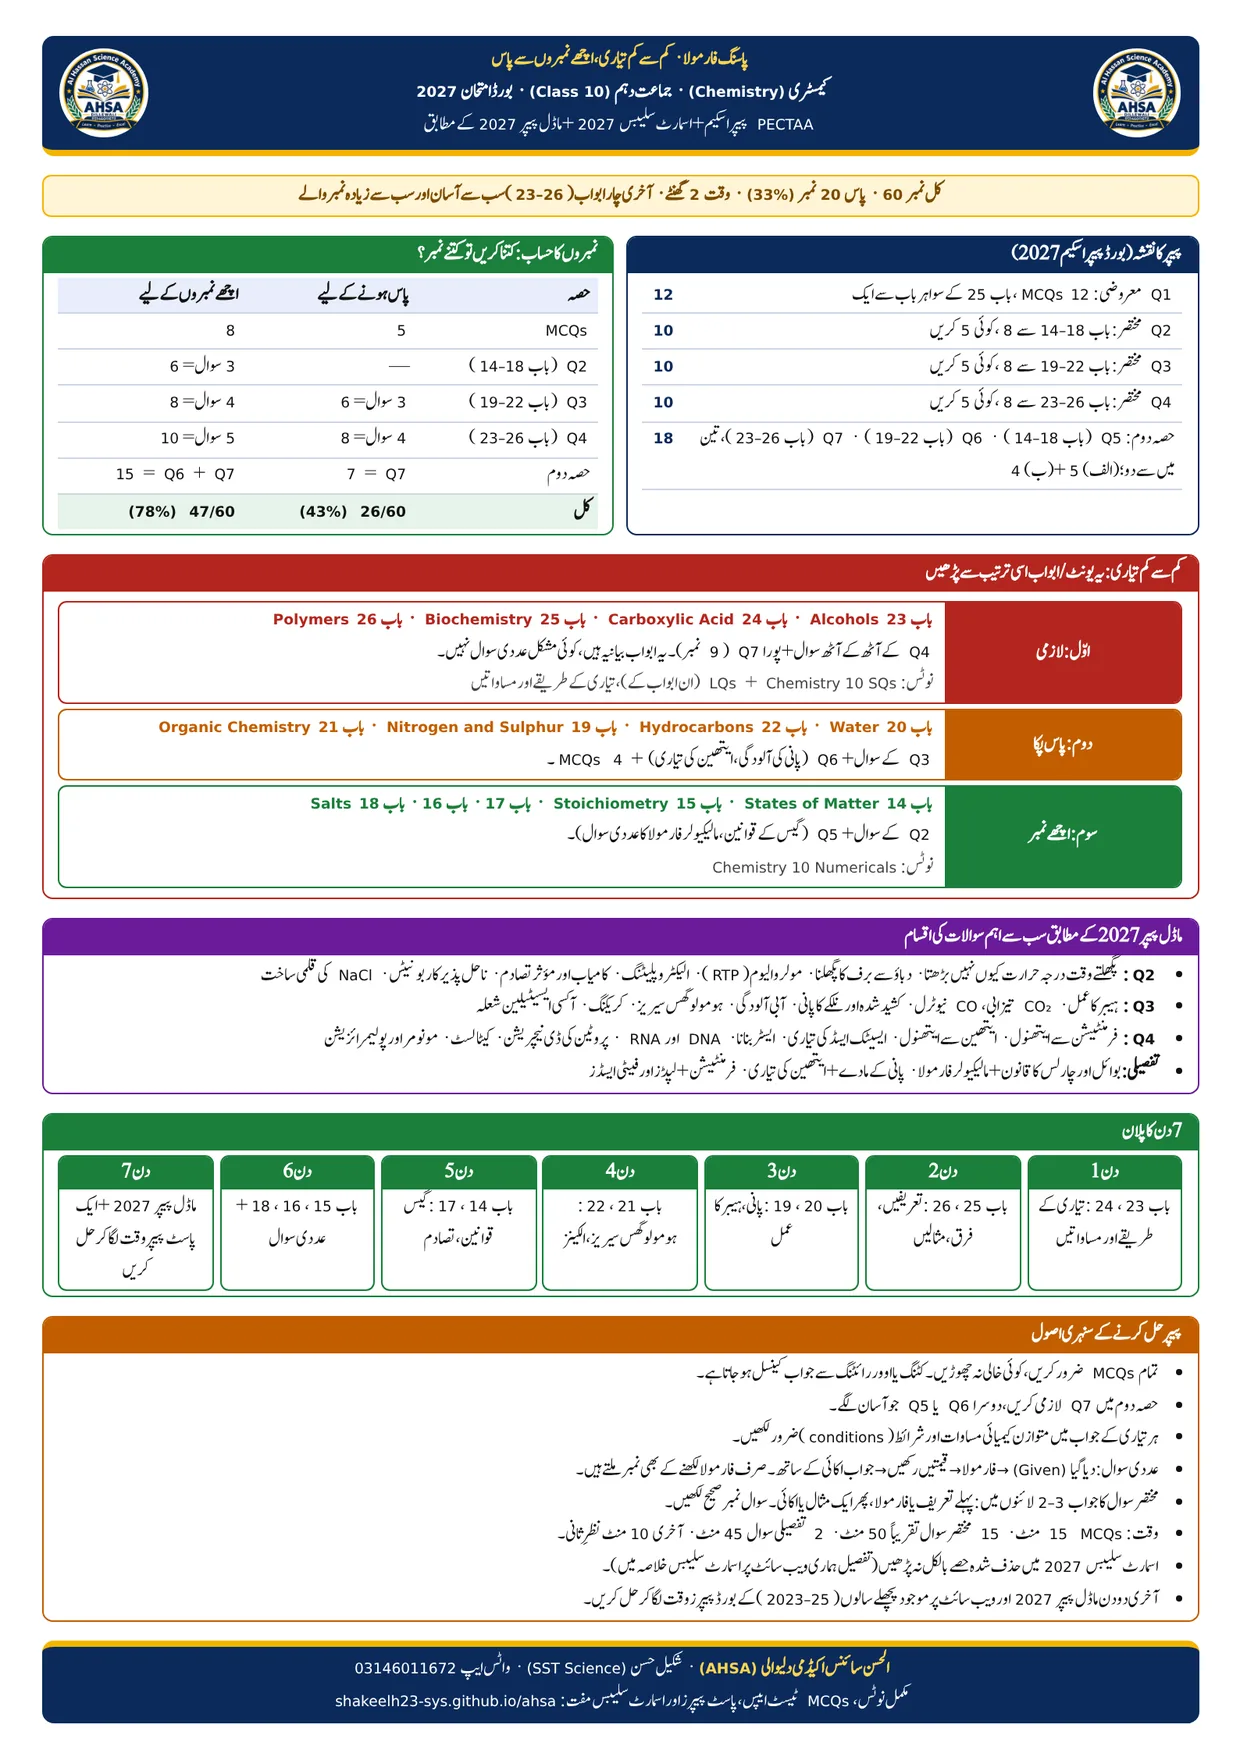 پاسنگ فارمولا · کم سے کم تیاری، اچھے نمبروں سے پاس
کیمسٹری (Chemistry) · جماعت دہم (Class 10) · بورڈ امتحان 2027
PECTAA پیپر اسکیم + اسمارٹ سلیبس 2027 + ماڈل پیپر 2027 کے مطابق
Al Hassan Science Academy
AHSA
کل نمبر 60 · پاس 20 نمبر (33%) · وقت 2 گھنٹے · آخری چار ابواب (23–26) سب سے آسان اور سب سے زیادہ نمبر والے
پیپر کا نقشہ (بورڈ پیپر اسکیم 2027)
Q1 معروضی: 12 MCQs، باب 25 کے سوا ہر باب سے ایک 12
Q2 مختصر: باب 14–18 سے 8، کوئی 5 کریں 10
Q3 مختصر: باب 19–22 سے 8، کوئی 5 کریں 10
Q4 مختصر: باب 23–26 سے 8، کوئی 5 کریں 10
حصہ دوم: Q5 (باب 14–18) · Q6 (باب 19–22) · Q7 (باب 23–26)، تین 18
میں سے دو؛ (الف) 5 + (ب) 4
نمبروں کا حساب: کتنا کریں تو کتنے نمبر؟
حصہ پاس ہونے کے لیے اچھے نمبروں کے لیے
MCQs 5 8
Q2 (باب 14–18) — 3 سوال = 6
Q3 (باب 19–22) 3 سوال = 6 4 سوال = 8
Q4 (باب 23–26) 4 سوال = 8 5 سوال = 10
حصہ دوم Q7 = 7 Q6 + Q7 = 15
کل 26/60 (43%) 47/60 (78%)
کم سے کم تیاری: یہ یونٹ/ابواب اسی ترتیب سے پڑھیں
اوّل: لازمی
باب 23 Alcohols · باب 24 Carboxylic Acid · باب 25 Biochemistry · باب 26 Polymers
Q4 کے آٹھ کے آٹھ سوال + پورا Q7 (9 نمبر)۔ یہ ابواب بیانیہ ہیں، کوئی مشکل عددی سوال نہیں۔
نوٹس: LQs + Chemistry 10 SQs (ان ابواب کے)، تیاری کے طریقے اور مساواتیں
دوم: پاس پکا
باب 20 Water · باب 22 Hydrocarbons · باب 19 Nitrogen and Sulphur · باب 21 Organic Chemistry
Q3 کے سوال + Q6 (پانی کی آلودگی، ایتھین کی تیاری) + 4 MCQs۔
سوم: اچھے نمبر
باب 14 States of Matter · باب 15 Stoichiometry · باب 17 · باب 16 · باب 18 Salts
Q2 کے سوال + Q5 (گیس کے قوانین، مالیکیولر فارمولا کا عددی سوال)۔
نوٹس: Chemistry 10 Numericals
ماڈل پیپر 2027 کے مطابق سب سے اہم سوالات کی اقسام
Q2: پگھلتے وقت درجہ حرارت کیوں نہیں بڑھتا · دباؤ سے برف کا پگھلنا · مولر والیوم (RTP) · الیکٹروپلیٹنگ · کامیاب اور مؤثر تصادم · ناحل پذیر کاربونیٹس · NaCl کی قلمی ساخت
Q3: ہیبر کا عمل · CO₂ تیزابی، CO نیوٹرل · کشید شدہ اور نلکے کا پانی · آبی آلودگی · ہومولوگس سیریز · کریکنگ · آکسی ایسیٹیلین شعلہ
Q4: فرمنٹیشن سے ایتھنول · ایتھین سے ایتھنول · ایسیٹک ایسڈ کی تیاری · ایسٹر بنانا · DNA اور RNA · پروٹین کی ڈی نیچریشن · کیٹالسٹ · مونومر اور پولیمرائزیشن
تفصیلی: بوائل اور چارلس کا قانون + مالیکیولر فارمولا · پانی کے مادے + ایتھین کی تیاری · فرمنٹیشن + لپڈز اور فیٹی ایسڈز
7 دن کا پلان
دن 1
باب 23، 24: تیاری کے
طریقے اور مساواتیں
دن 2
باب 25، 26: تعریفیں،
فرق، مثالیں
دن 3
باب 20، 19: پانی، ہیبر کا
عمل
دن 4
باب 21، 22:
ہومولوگس سیریز، الکینز
دن 5
باب 14، 17: گیس
قوانین، تصادم
دن 6
باب 15، 16، 18 +
عددی سوال
دن 7
ماڈل پیپر 2027 + ایک
پاسٹ پیپر وقت لگا کر حل
کریں
پیپر حل کرنے کے سنہری اصول
تمام MCQs ضرور کریں، کوئی خالی نہ چھوڑیں۔ کٹنگ یا اوور رائٹنگ سے جواب کینسل ہو جاتا ہے۔
حصہ دوم میں Q7 لازمی کریں، دوسرا Q6 یا Q5 جو آسان لگے۔
ہر تیاری کے جواب میں متوازن کیمیائی مساوات اور شرائط (conditions) ضرور لکھیں۔
عددی سوال: دیا گیا (Given) → فارمولا → قیمتیں رکھیں → جواب اکائی کے ساتھ۔ صرف فارمولا لکھنے کے بھی نمبر ملتے ہیں۔
مختصر سوال کا جواب 2–3 لائنوں میں: پہلے تعریف یا فارمولا، پھر ایک مثال یا اکائی۔ سوال نمبر صحیح لکھیں۔
وقت: MCQs 15 منٹ · 15 مختصر سوال تقریباً 50 منٹ · 2 تفصیلی سوال 45 منٹ · آخری 10 منٹ نظرِثانی۔
اسمارٹ سلیبس 2027 میں حذف شدہ حصے بالکل نہ پڑھیں (تفصیل ہماری ویب سائٹ پر اسمارٹ سلیبس خلاصہ میں)۔
آخری دو دن ماڈل پیپر 2027 اور ویب سائٹ پر موجود پچھلے سالوں (2023–25) کے بورڈ پیپرز وقت لگا کر حل کریں۔
الحسن سائنس اکیڈمی دلیوالی (AHSA) · شکیل حسن (SST Science) · واٹس ایپ 03146011672
مکمل نوٹس، MCQs ٹیسٹ ایپس، پاسٹ پیپرز اور اسمارٹ سلیبس مفت: shakeelh23-sys.github.io/ahsa